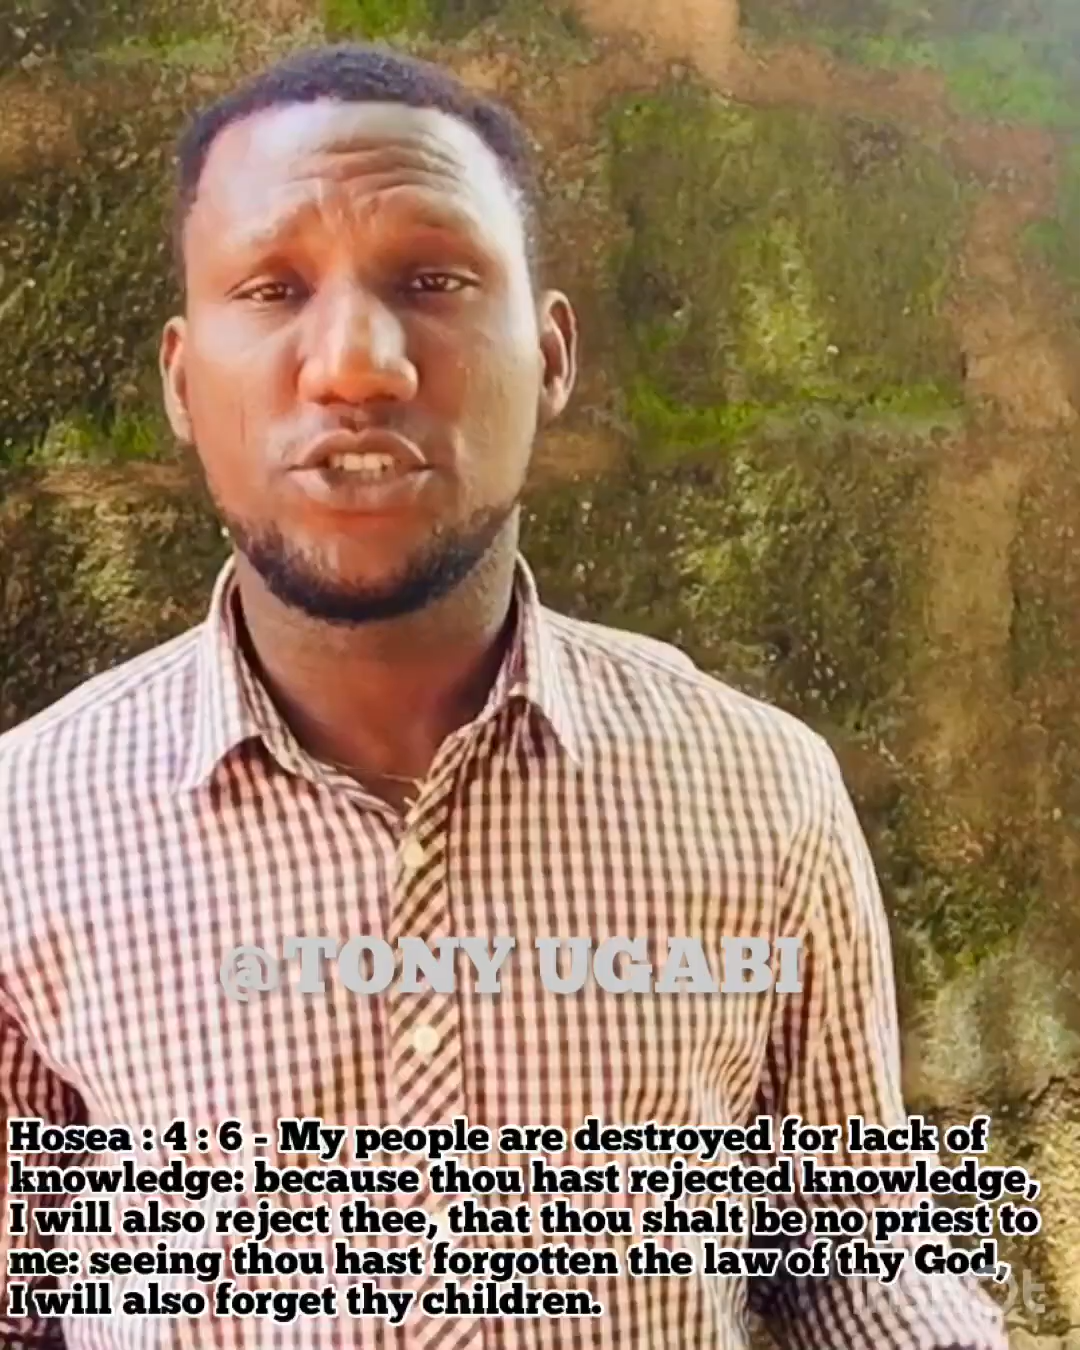 @TONY UGABI
Hosea : 4 : 6 - My people are destroyed for lack of
knowledge: because thou hast rejected knowledge,
I will also reject thee, that thou shalt be no priest to
me: seeing thou hast forgotten the law of thy God,
I will also forget thy children.